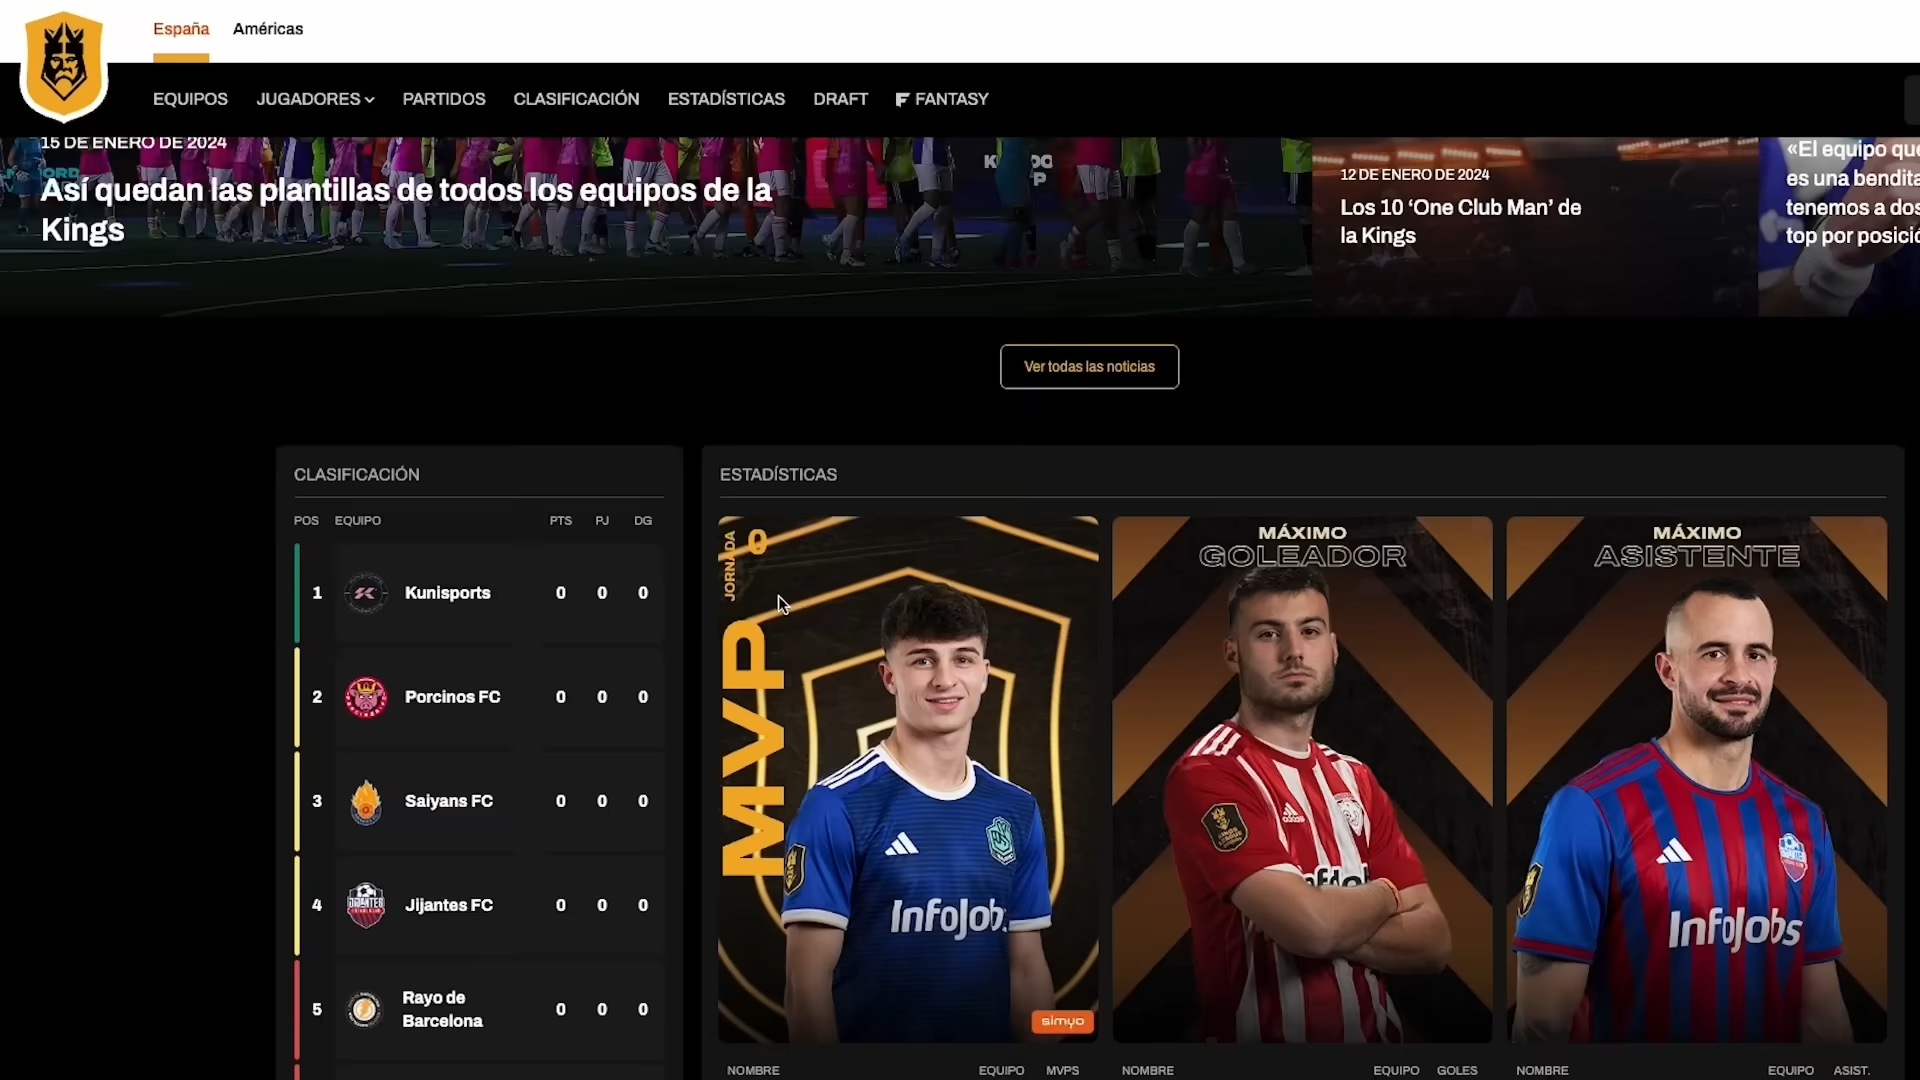 España Américas
EQUIPOS JUGADORES PARTIDOS CLASIFICACIÓN ESTADÍSTICAS DRAFT FANTASY
15 DE ENERO DE 2024
Así quedan las plantillas de todos los equipos de la
Kings
12 DE ENERO DE 2024
Los 10 ‘One Club Man’ de
la Kings
«El equipo que
es una bendita
tenemos a dos
top por posició
Ver todas las noticias
CLASIFICACIÓN
POS EQUIPO PTS PJ DG
1 Kunisports 0 0 0
2 Porcinos FC 0 0 0
3 Saiyans FC 0 0 0
4 Jijantes FC 0 0 0
5 Rayo de
Barcelona 0 0 0
ESTADÍSTICAS
JORNADA 0
MVP
InfoJob
simyo
NOMBRE EQUIPO MVPS
MÁXIMO
GOLEADOR
adidas
NOMBRE EQUIPO GOLES
MÁXIMO
ASISTENTE
InfoJobs
NOMBRE EQUIPO ASIST.